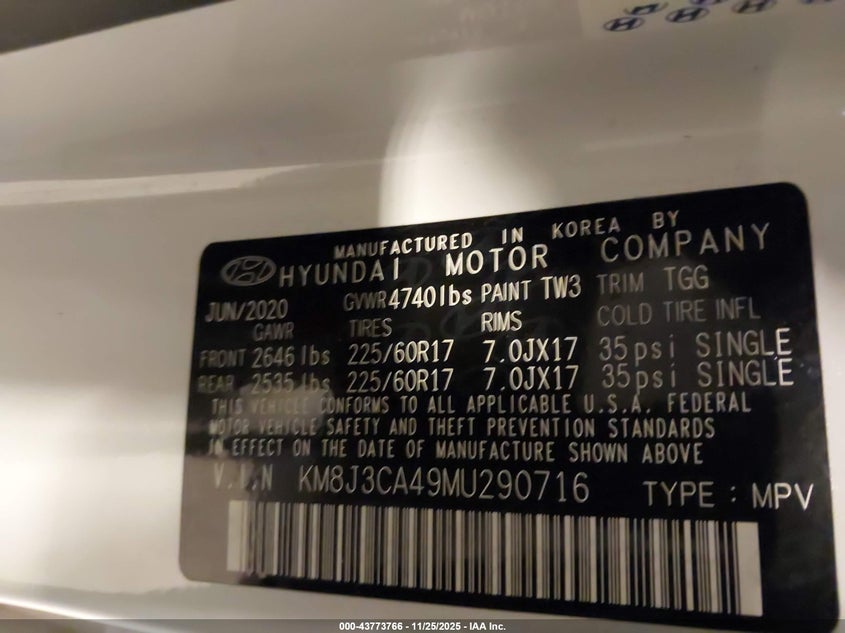 MANUFACTURED IN KOREA BY
HYUNDAI MOTOR COMPANY
JUN/2020 GVWR 4740lbs PAINT TW3 TRIM TGG
GAWR TIRES RIMS COLD TIRE INFL
FRONT 2646 lbs 225/60R17 7.0JX17 35psi SINGLE
REAR 2535 lbs 225/60R17 7.0JX17 35psi SINGLE
THIS VEHICLE CONFORMS TO ALL APPLICABLE U.S.A. FEDERAL
MOTOR VEHICLE SAFETY AND THEFT PREVENTION STANDARDS
IN EFFECT ON THE DATE OF MANUFACTURE SHOWN ABOVE
V.I.N KM8J3CA49MU290716 TYPE : MPV
000-43773766 - 11/25/2025 - IAA Inc.